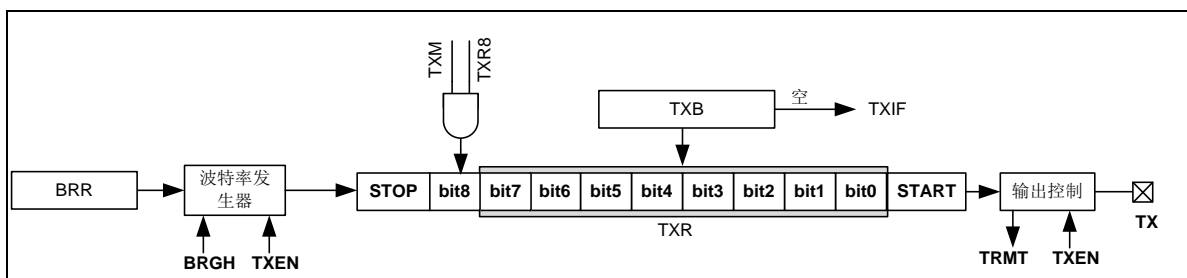 TXM
TXR8
TXB
空
TXIF
BRR
波特率发
生器
STOP bit8 bit7 bit6 bit5 bit4 bit3 bit2 bit1 bit0 START
输出控制
TX
TXR
BRGH TXEN
TRMT TXEN